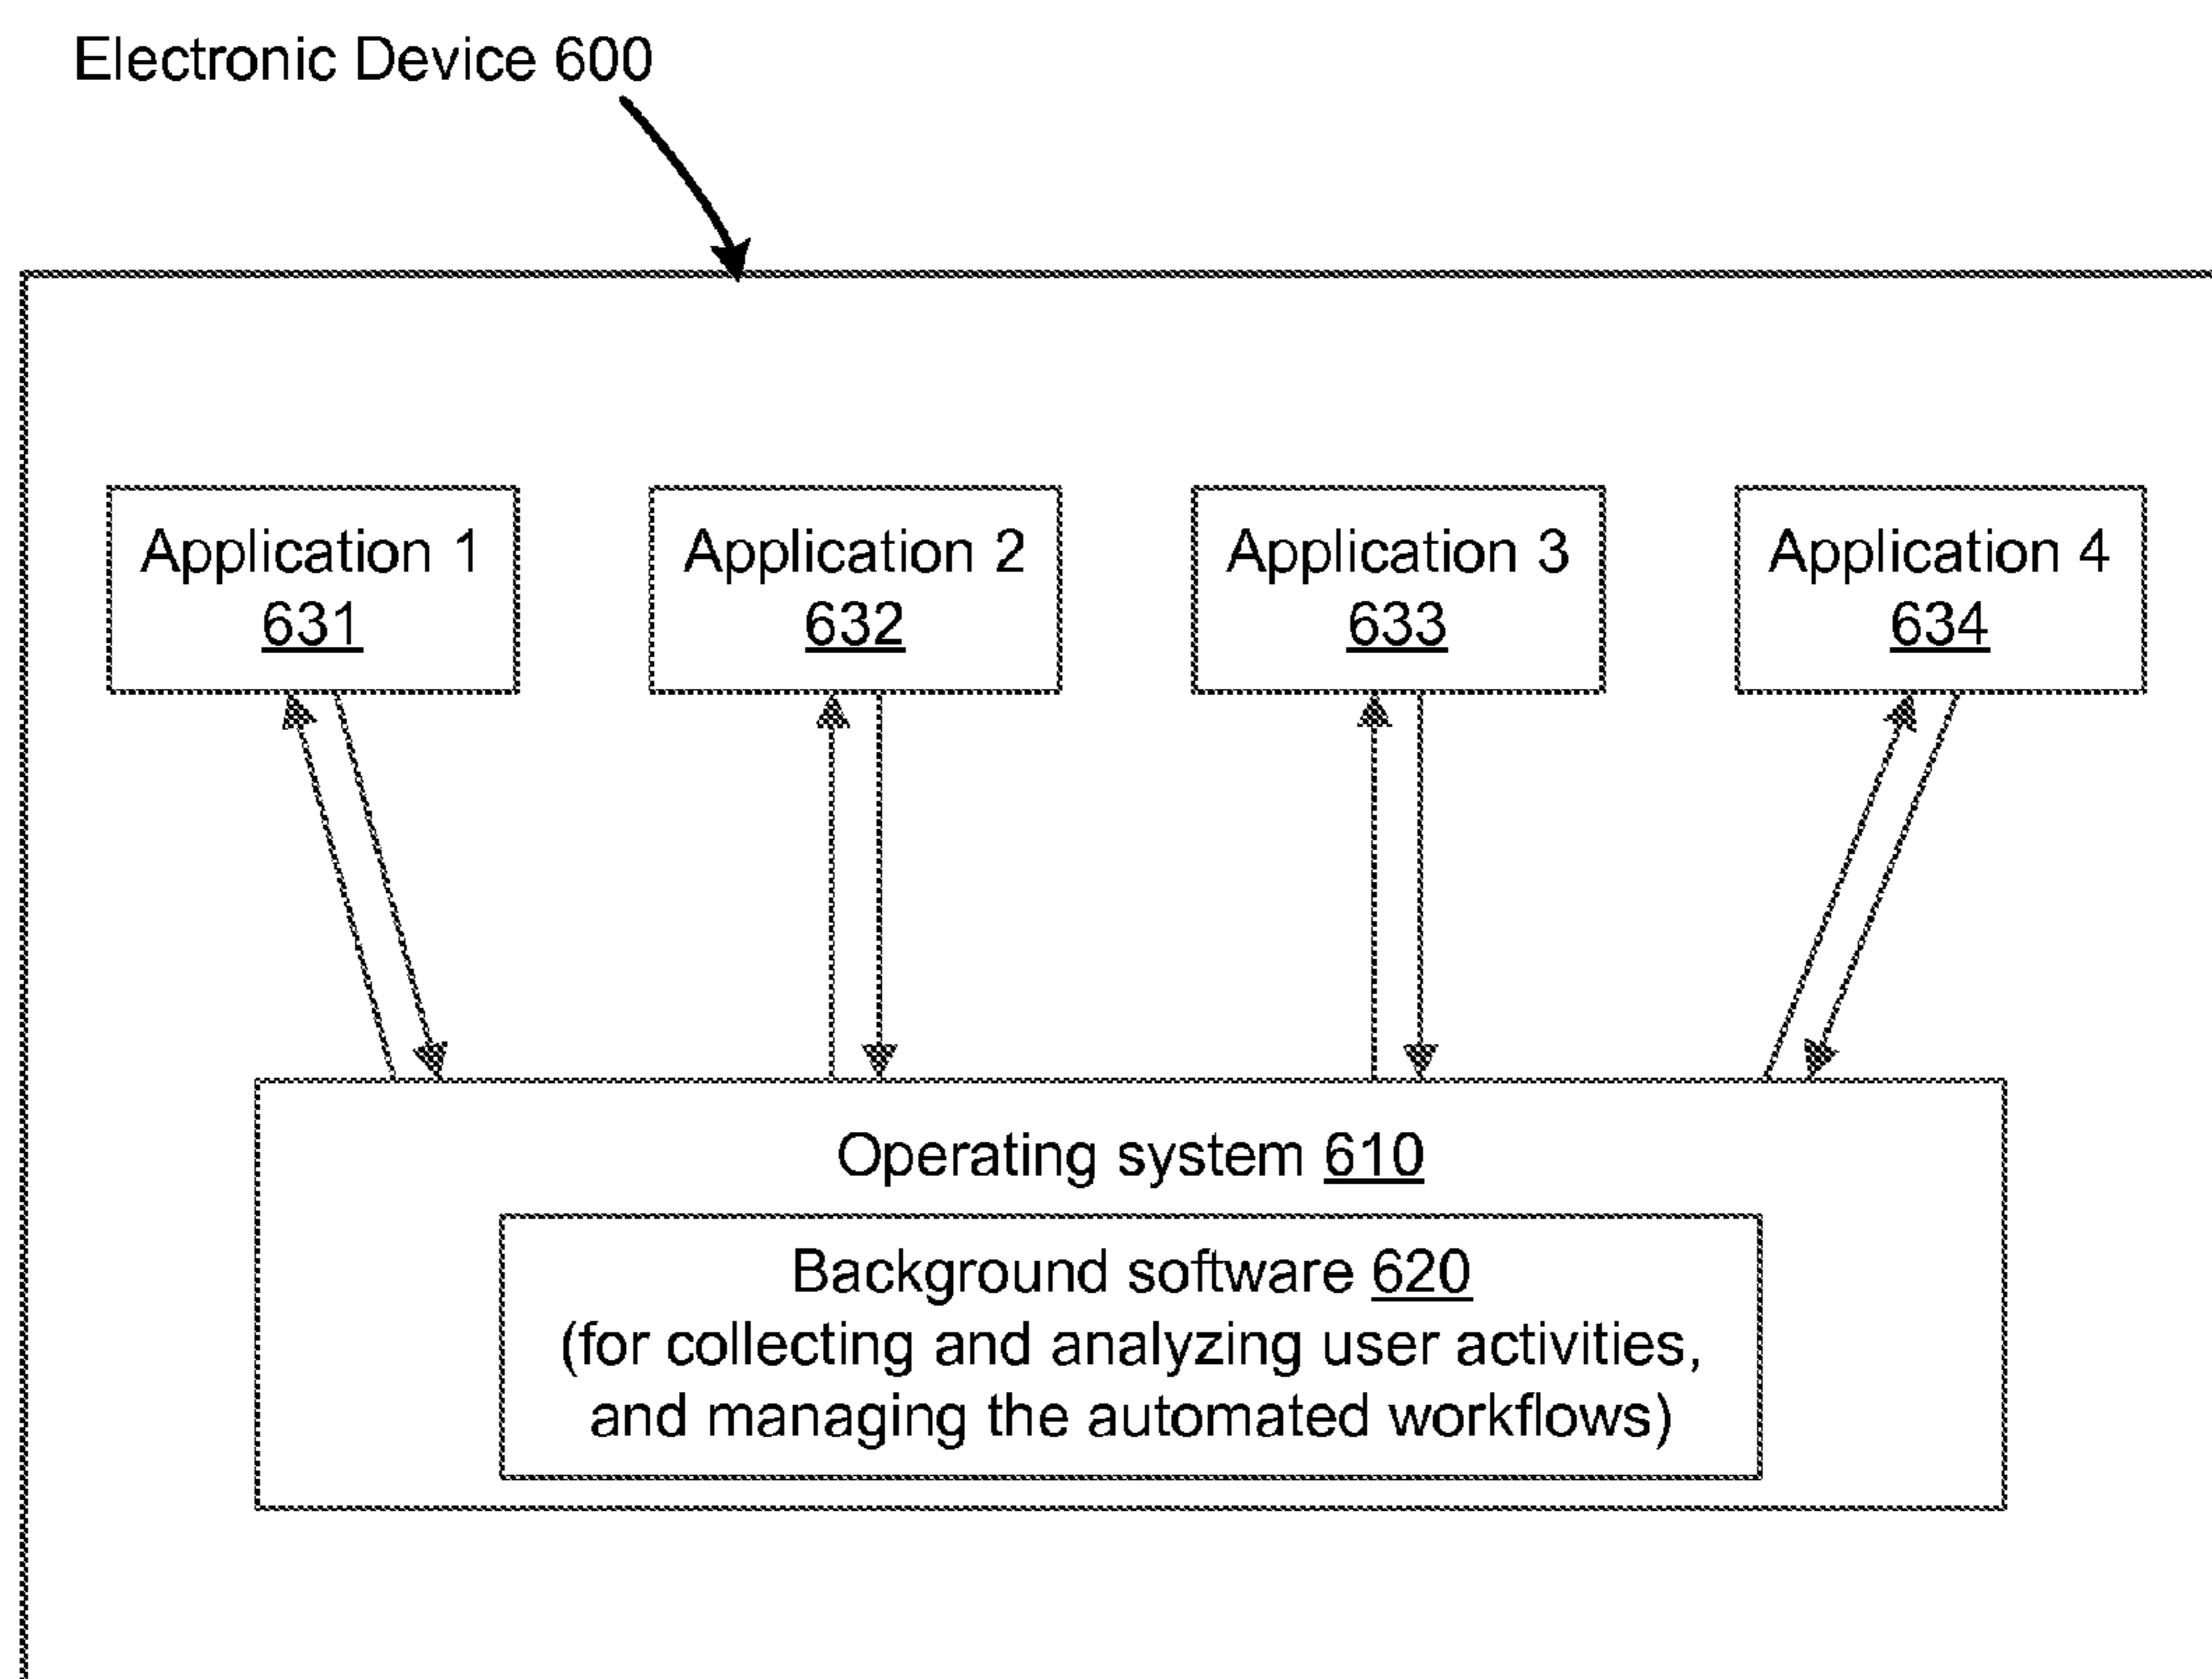 Electronic Device 600
Application 1
631
Application 2
632
Application 3
633
Application 4
634
Operating system 610
Background software 620
(for collecting and analyzing user activities,
and managing the automated workflows)